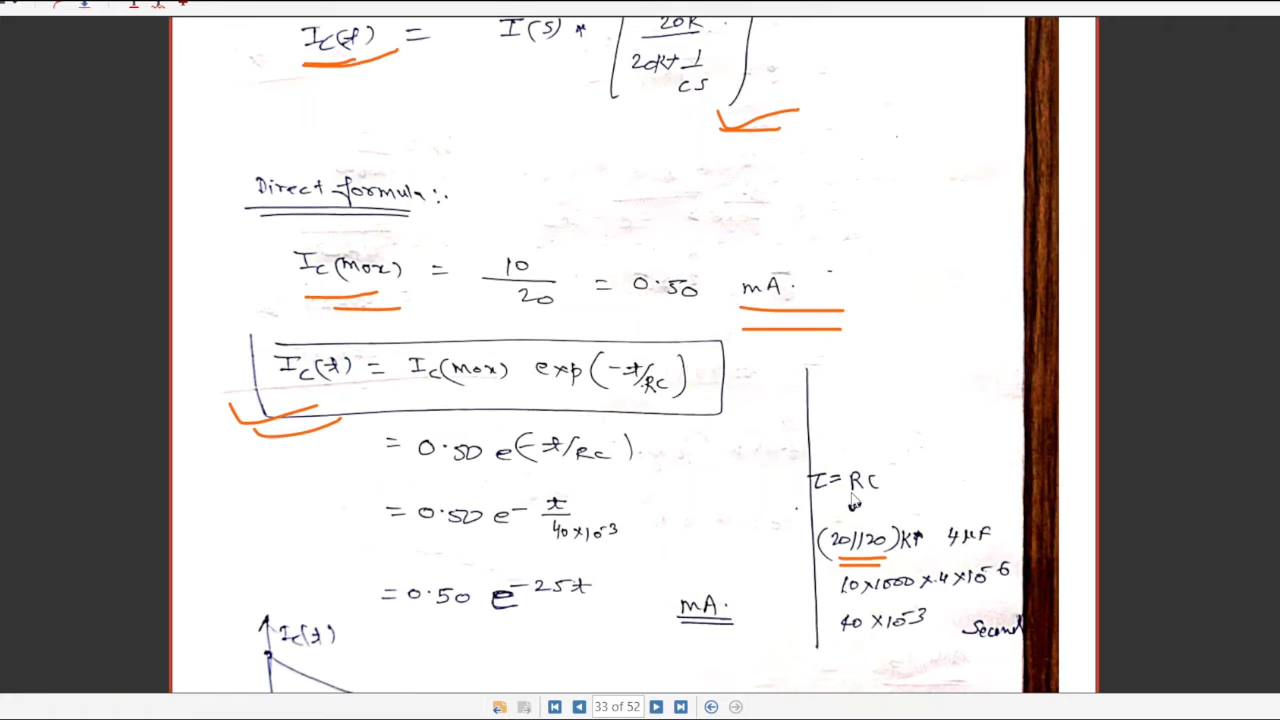 Ic(t) = I(s) * ( 20K / 20K+ 1/CS )
Direct formula:.
Ic(max) = 10 / 20 = 0.50 mA.
Ic(t) = Ic(max) exp(-t/RC)
= 0.50 e(-t/RC).
τ = RC
= 0.50 e- t / 40×10-3
(20//20)K* 4μF
10×1000×4×10-6
= 0.50 e-25t mA.
40×10-3 Second
Ic(t)
33 of 52